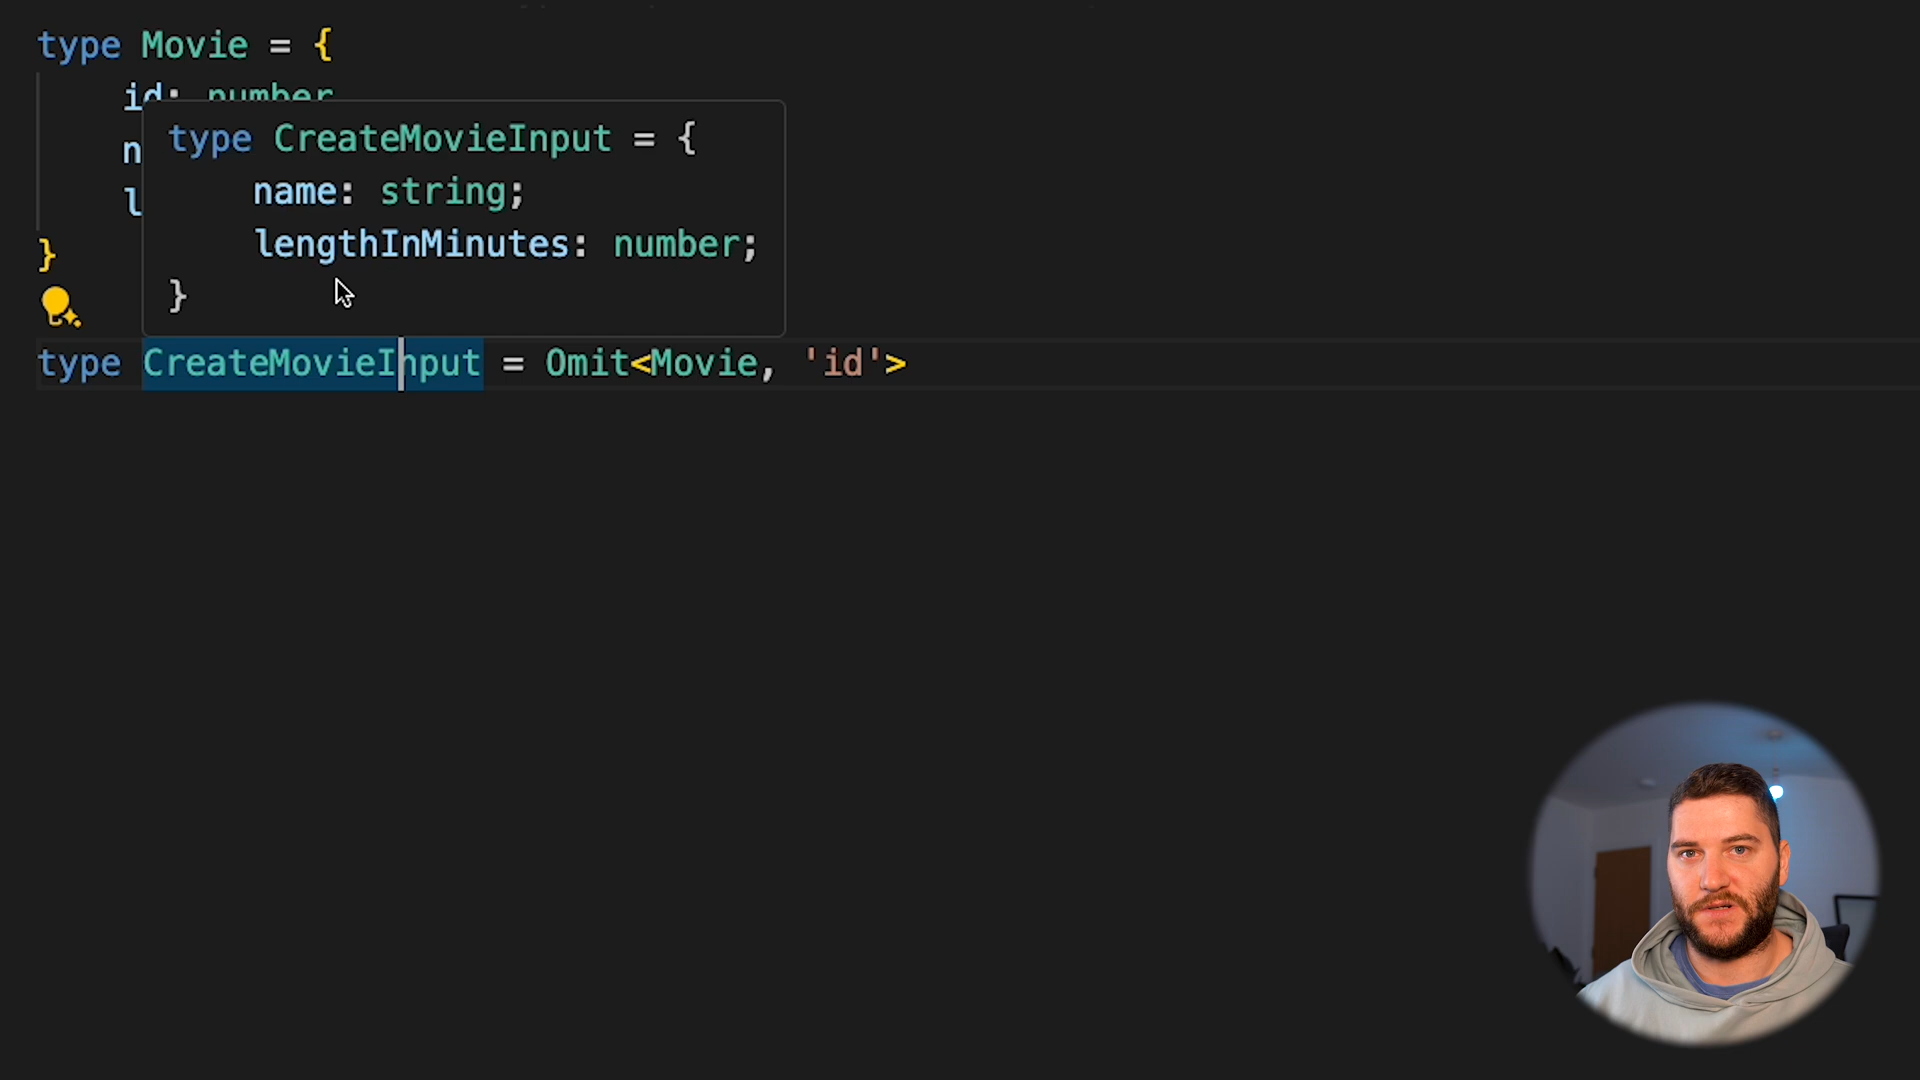 type Movie = {
id: number
type CreateMovieInput = {
n
name: string;
l
lengthInMinutes: number;
}
}
type CreateMovieInput = Omit<Movie, 'id'>